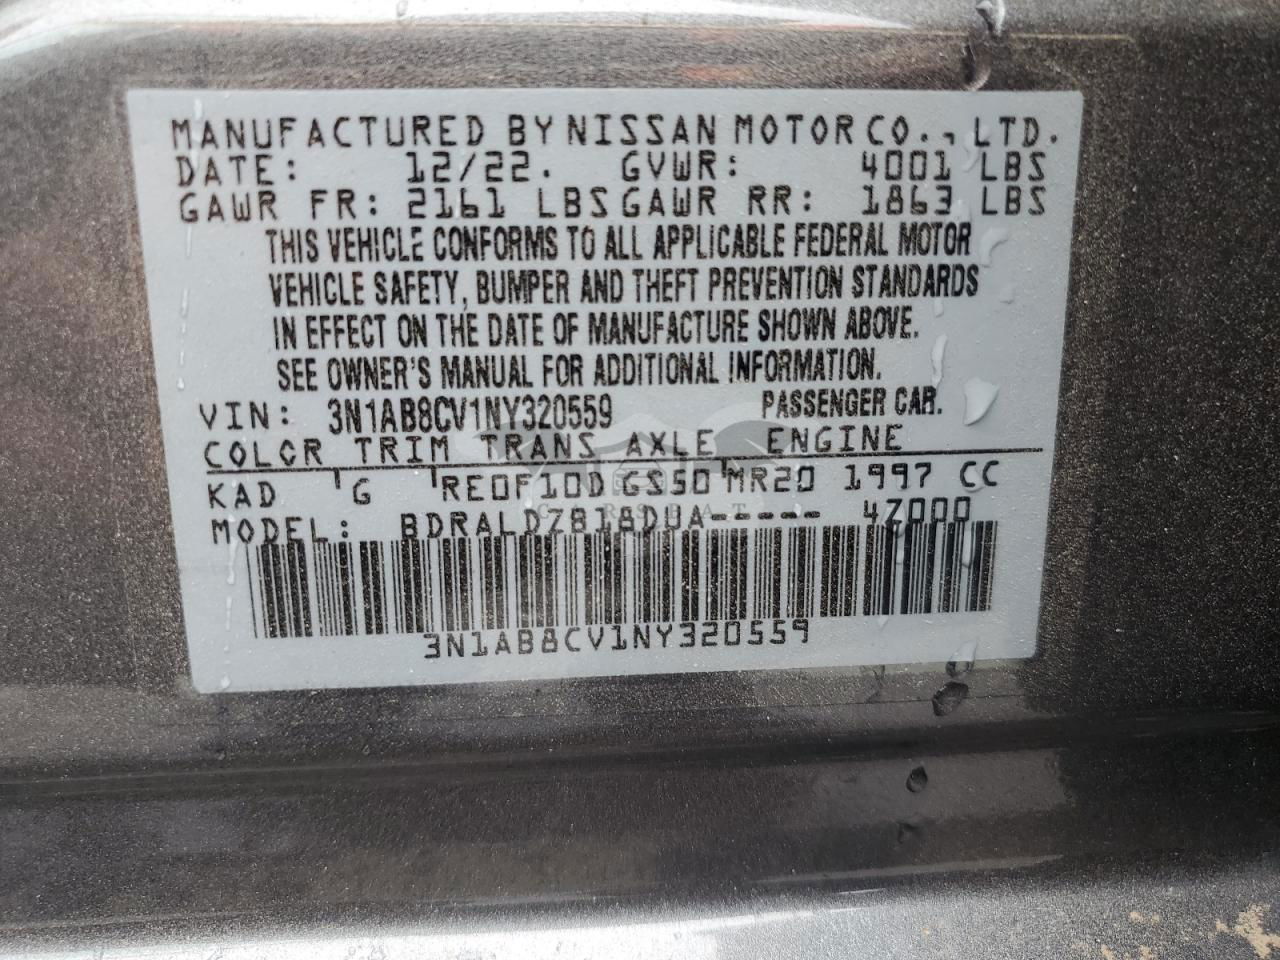 MANUFACTURED BY NISSAN MOTOR CO., LTD.
DATE: 12/22. GVWR: 4001 LBS
GAWR FR: 2161 LBS GAWR RR: 1863 LBS
THIS VEHICLE CONFORMS TO ALL APPLICABLE FEDERAL MOTOR
VEHICLE SAFETY, BUMPER AND THEFT PREVENTION STANDARDS
IN EFFECT ON THE DATE OF MANUFACTURE SHOWN ABOVE.
SEE OWNER'S MANUAL FOR ADDITIONAL INFORMATION.
VIN: 3N1AB8CV1NY320559 PASSENGER CAR.
COLOR TRIM TRANS AXLE ENGINE
KAD G RE0F10D GS50 MR20 1997 CC
MODEL: BDRALDZ818DUA----- 4Z000
3N1AB8CV1NY320559